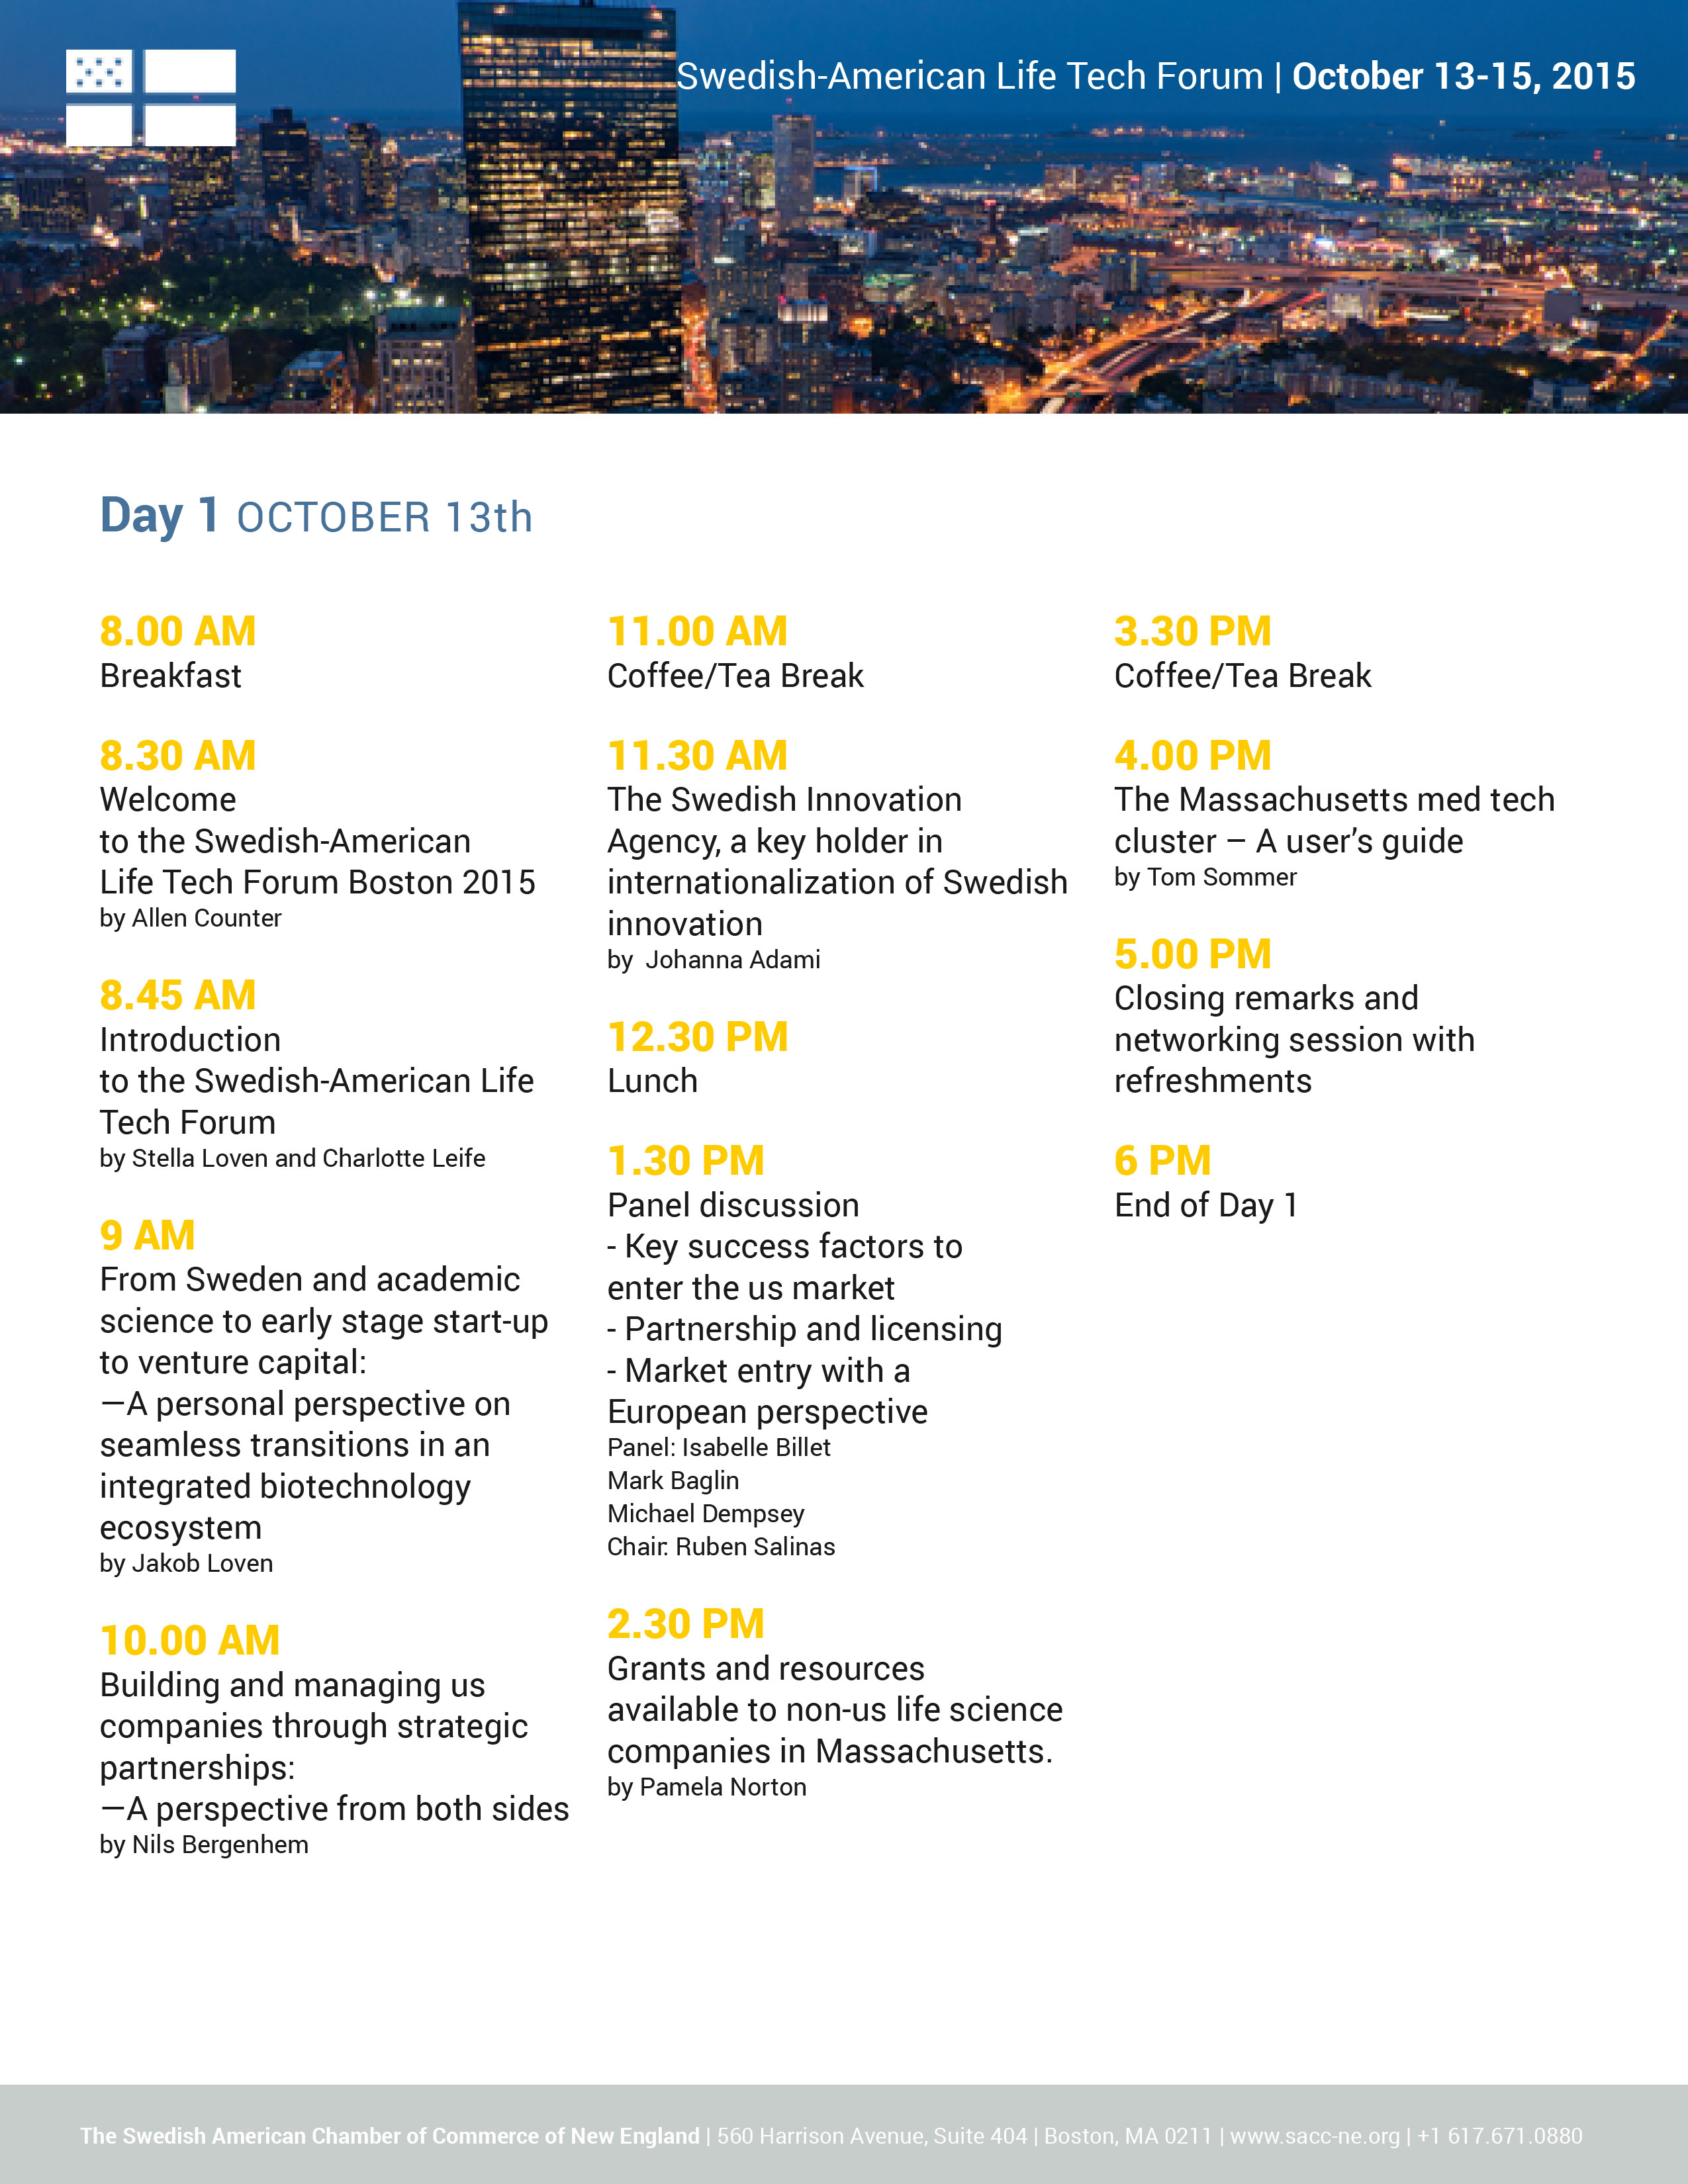 Swedish-American Life Tech Forum | October 13-15, 2015
Day 1 OCTOBER 13th
8.00 AM
Breakfast
8.30 AM
Welcome
to the Swedish-American
Life Tech Forum Boston 2015
by Allen Counter
8.45 AM
Introduction
to the Swedish-American Life
Tech Forum
by Stella Loven and Charlotte Leife
9 AM
From Sweden and academic
science to early stage start-up
to venture capital:
—A personal perspective on
seamless transitions in an
integrated biotechnology
ecosystem
by Jakob Loven
10.00 AM
Building and managing us
companies through strategic
partnerships:
—A perspective from both sides
by Nils Bergenhem
11.00 AM
Coffee/Tea Break
11.30 AM
The Swedish Innovation
Agency, a key holder in
internationalization of Swedish
innovation
by  Johanna Adami
12.30 PM
Lunch
1.30 PM
Panel discussion
- Key success factors to
enter the us market
- Partnership and licensing
- Market entry with a
European perspective
Panel: Isabelle Billet
Mark Baglin
Michael Dempsey
Chair: Ruben Salinas
2.30 PM
Grants and resources
available to non-us life science
companies in Massachusetts.
by Pamela Norton
3.30 PM
Coffee/Tea Break
4.00 PM
The Massachusetts med tech
cluster – A user’s guide
by Tom Sommer
5.00 PM
Closing remarks and
networking session with
refreshments
6 PM
End of Day 1
The Swedish American Chamber of Commerce of New England | 560 Harrison Avenue, Suite 404 | Boston, MA 0211 | www.sacc-ne.org | +1 617.671.0880